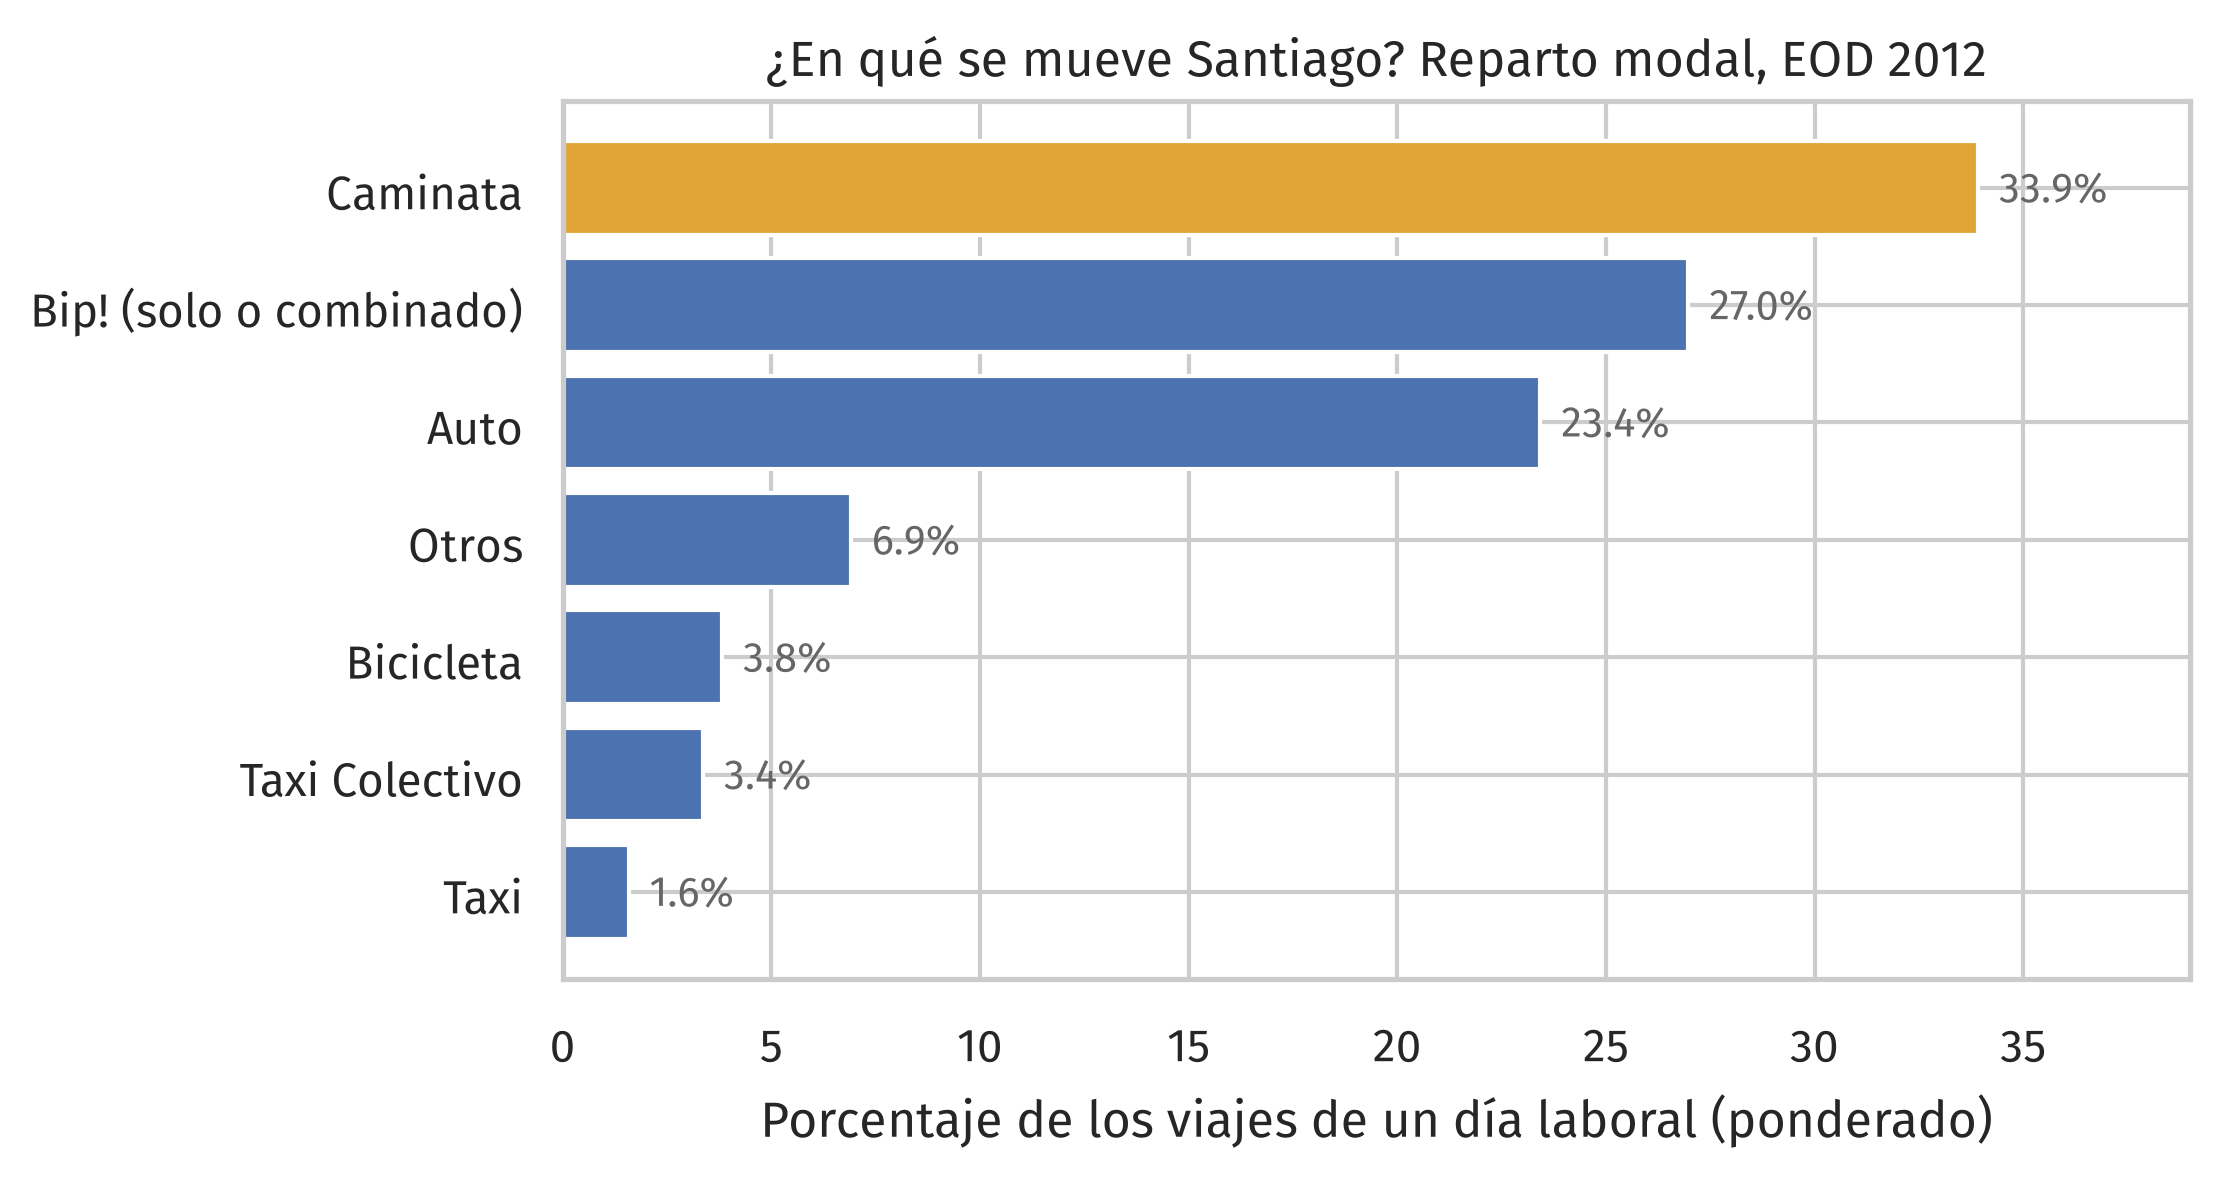 ¿En qué se mueve Santiago? Reparto modal, EOD 2012
Caminata
33.9%
Bip! (solo o combinado)
27.0%
Auto
23.4%
Otros
6.9%
Bicicleta
3.8%
Taxi Colectivo
3.4%
Taxi
1.6%
0 5 10 15 20 25 30 35
Porcentaje de los viajes de un día laboral (ponderado)